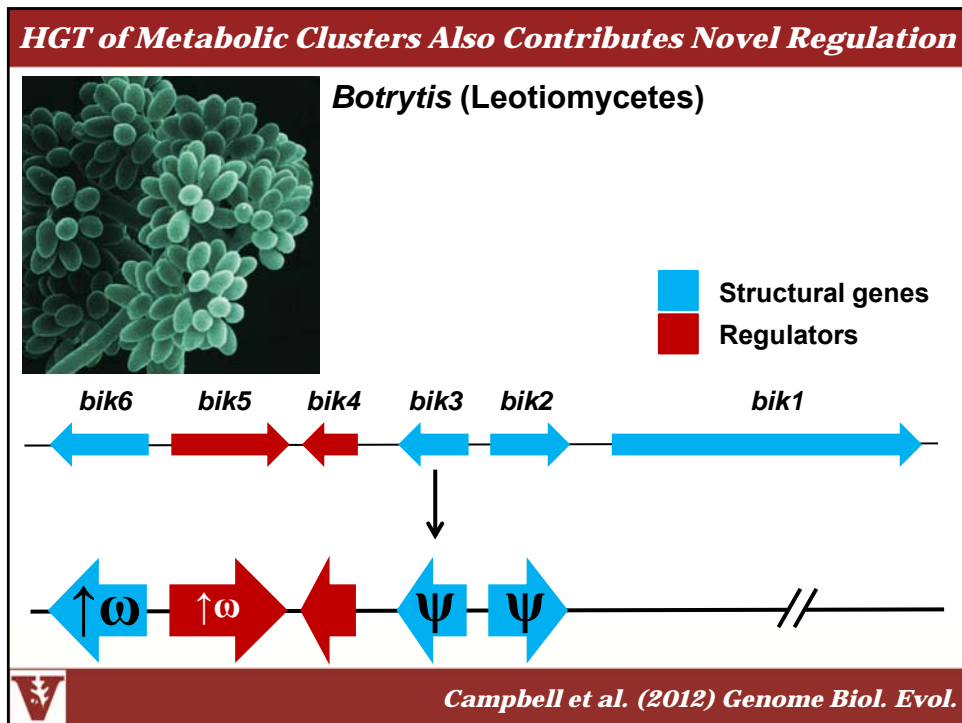 HGT of Metabolic Clusters Also Contributes Novel Regulation
Botrytis (Leotiomycetes)
Structural genes
Regulators
bik6 bik5 bik4 bik3 bik2 bik1
↑ω ↑ω ψ ψ //
V
Campbell et al. (2012) Genome Biol. Evol.